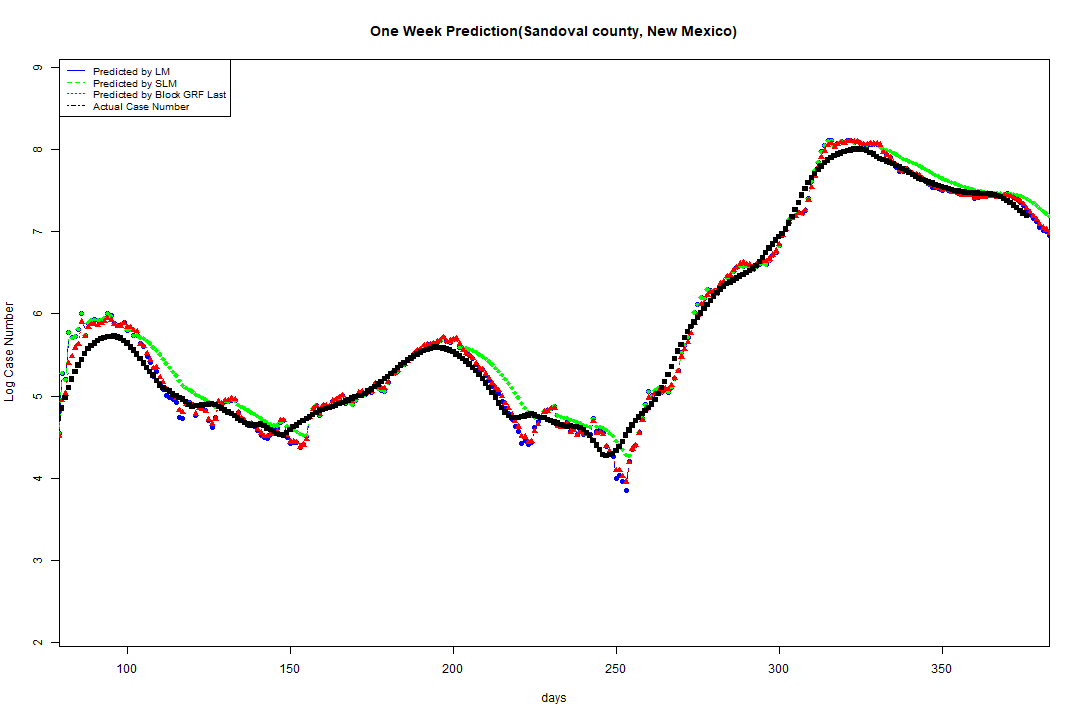 One Week Prediction(Sandoval county, New Mexico)
9
8
7
6
5
4
3
2
Log Case Number
Predicted by LM
Predicted by SLM
Predicted by Block GRF Last
Actual Case Number
100
150
200
250
300
350
days